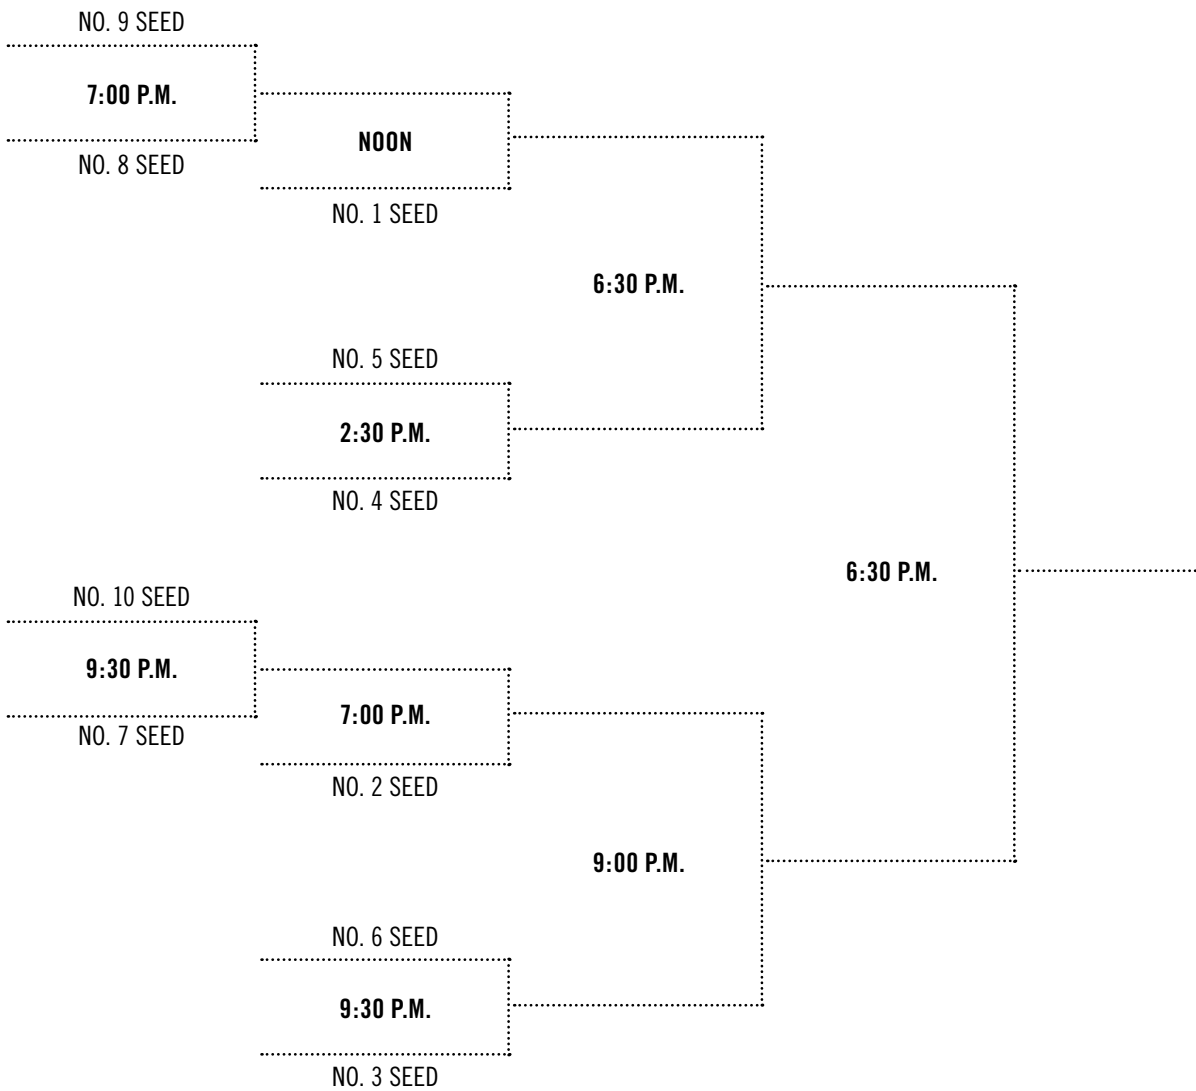 NO. 9 SEED
7:00 P.M.
NO. 8 SEED
NOON
NO. 1 SEED
6:30 P.M.
NO. 5 SEED
2:30 P.M.
NO. 4 SEED
6:30 P.M.
NO. 10 SEED
9:30 P.M.
NO. 7 SEED
7:00 P.M.
NO. 2 SEED
9:00 P.M.
NO. 6 SEED
9:30 P.M.
NO. 3 SEED